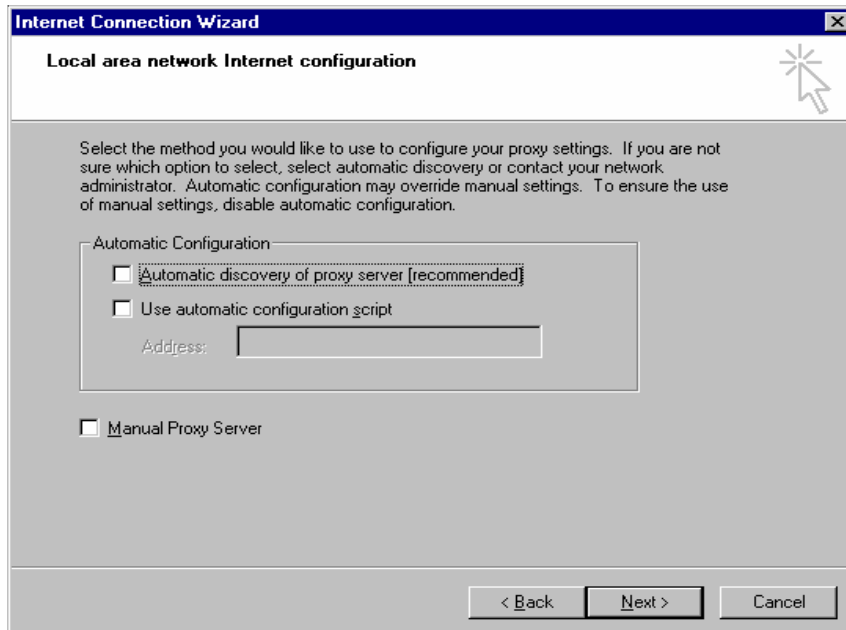 Internet Connection Wizard
Local area network Internet configuration
Select the method you would like to use to configure your proxy settings.  If you are not
sure which option to select, select automatic discovery or contact your network
administrator.  Automatic configuration may override manual settings.  To ensure the use
of manual settings, disable automatic configuration.
Automatic Configuration
Automatic discovery of proxy server [recommended]
Use automatic configuration script
Address:
Manual Proxy Server
< Back Next > Cancel